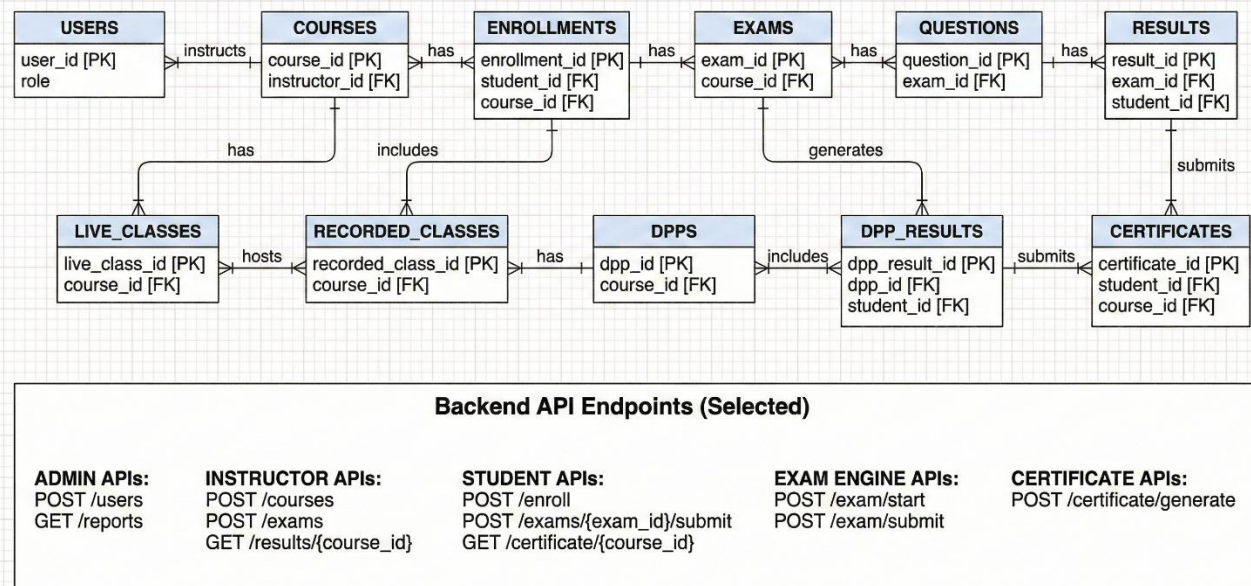 USERS
user_id [PK]
role
instructs
COURSES
course_id [PK]
instructor_id [FK]
has
ENROLLMENTS
enrollment_id [PK]
student_id [FK]
course_id [FK]
has
EXAMS
exam_id [PK]
course_id [FK]
has
QUESTIONS
question_id [PK]
exam_id [FK]
has
RESULTS
result_id [PK]
exam_id [FK]
student_id [FK]
has
includes
generates
submits
LIVE_CLASSES
live_class_id [PK]
course_id [FK]
hosts
RECORDED_CLASSES
recorded_class_id [PK]
course_id [FK]
has
DPPS
dpp_id [PK]
course_id [FK]
includes
DPP_RESULTS
dpp_result_id [PK]
dpp_id [FK]
student_id [FK]
submits
CERTIFICATES
certificate_id [PK]
student_id [FK]
course_id [FK]
Backend API Endpoints (Selected)
ADMIN APIs:
POST /users
GET /reports
INSTRUCTOR APIs:
POST /courses
POST /exams
GET /results/{course_id}
STUDENT APIs:
POST /enroll
POST /exams/{exam_id}/submit
GET /certificate/{course_id}
EXAM ENGINE APIs:
POST /exam/start
POST /exam/submit
CERTIFICATE APIs:
POST /certificate/generate